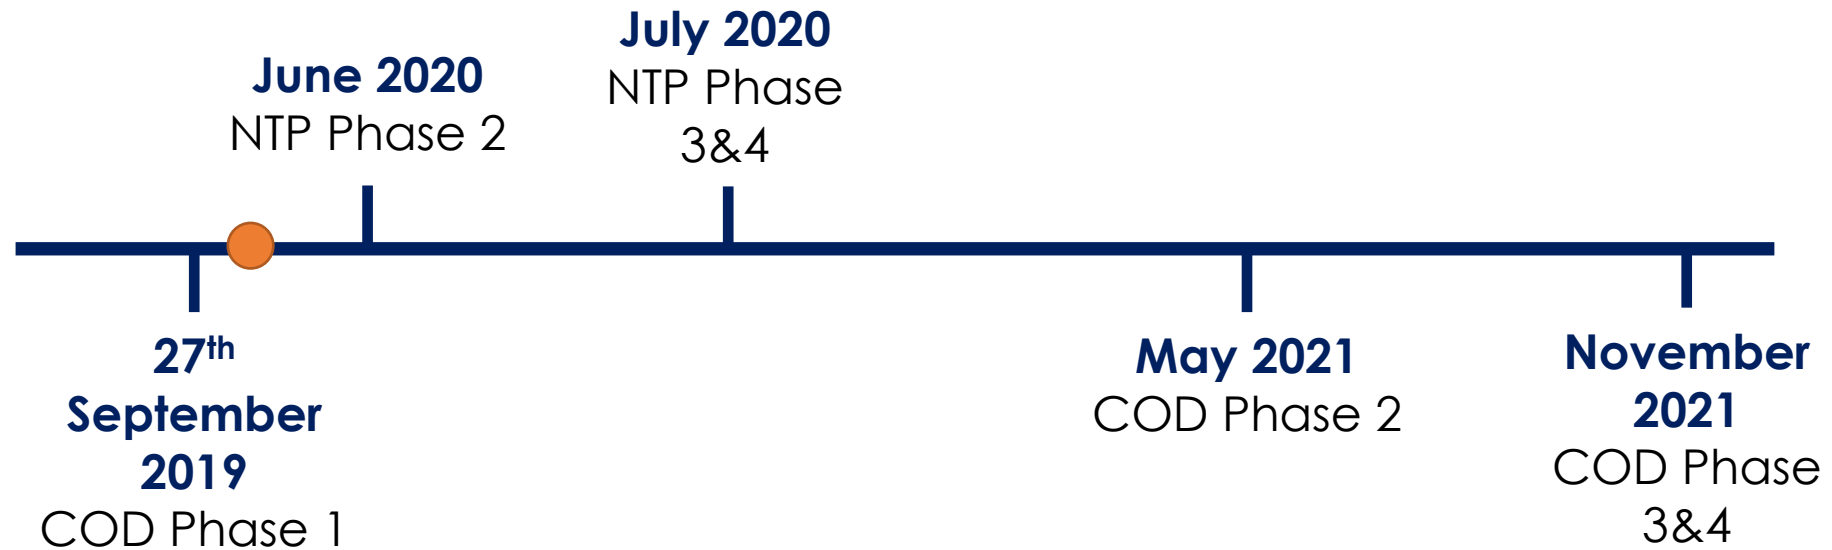 June 2020
NTP Phase 2
July 2020
NTP Phase
3&4
27th
September
2019
COD Phase 1
May 2021
COD Phase 2
November
2021
COD Phase
3&4